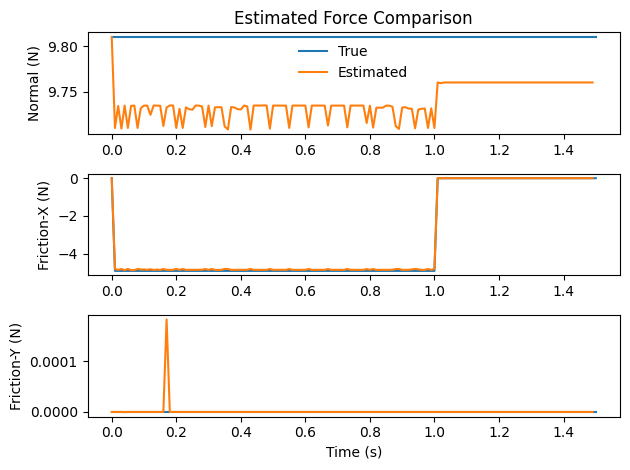 Estimated Force Comparison
Normal (N)
9.80
9.75
True
Estimated
0.0 0.2 0.4 0.6 0.8 1.0 1.2 1.4
Friction-X (N)
0
−2
−4
0.0 0.2 0.4 0.6 0.8 1.0 1.2 1.4
Friction-Y (N)
0.0001
0.0000
0.0 0.2 0.4 0.6 0.8 1.0 1.2 1.4
Time (s)